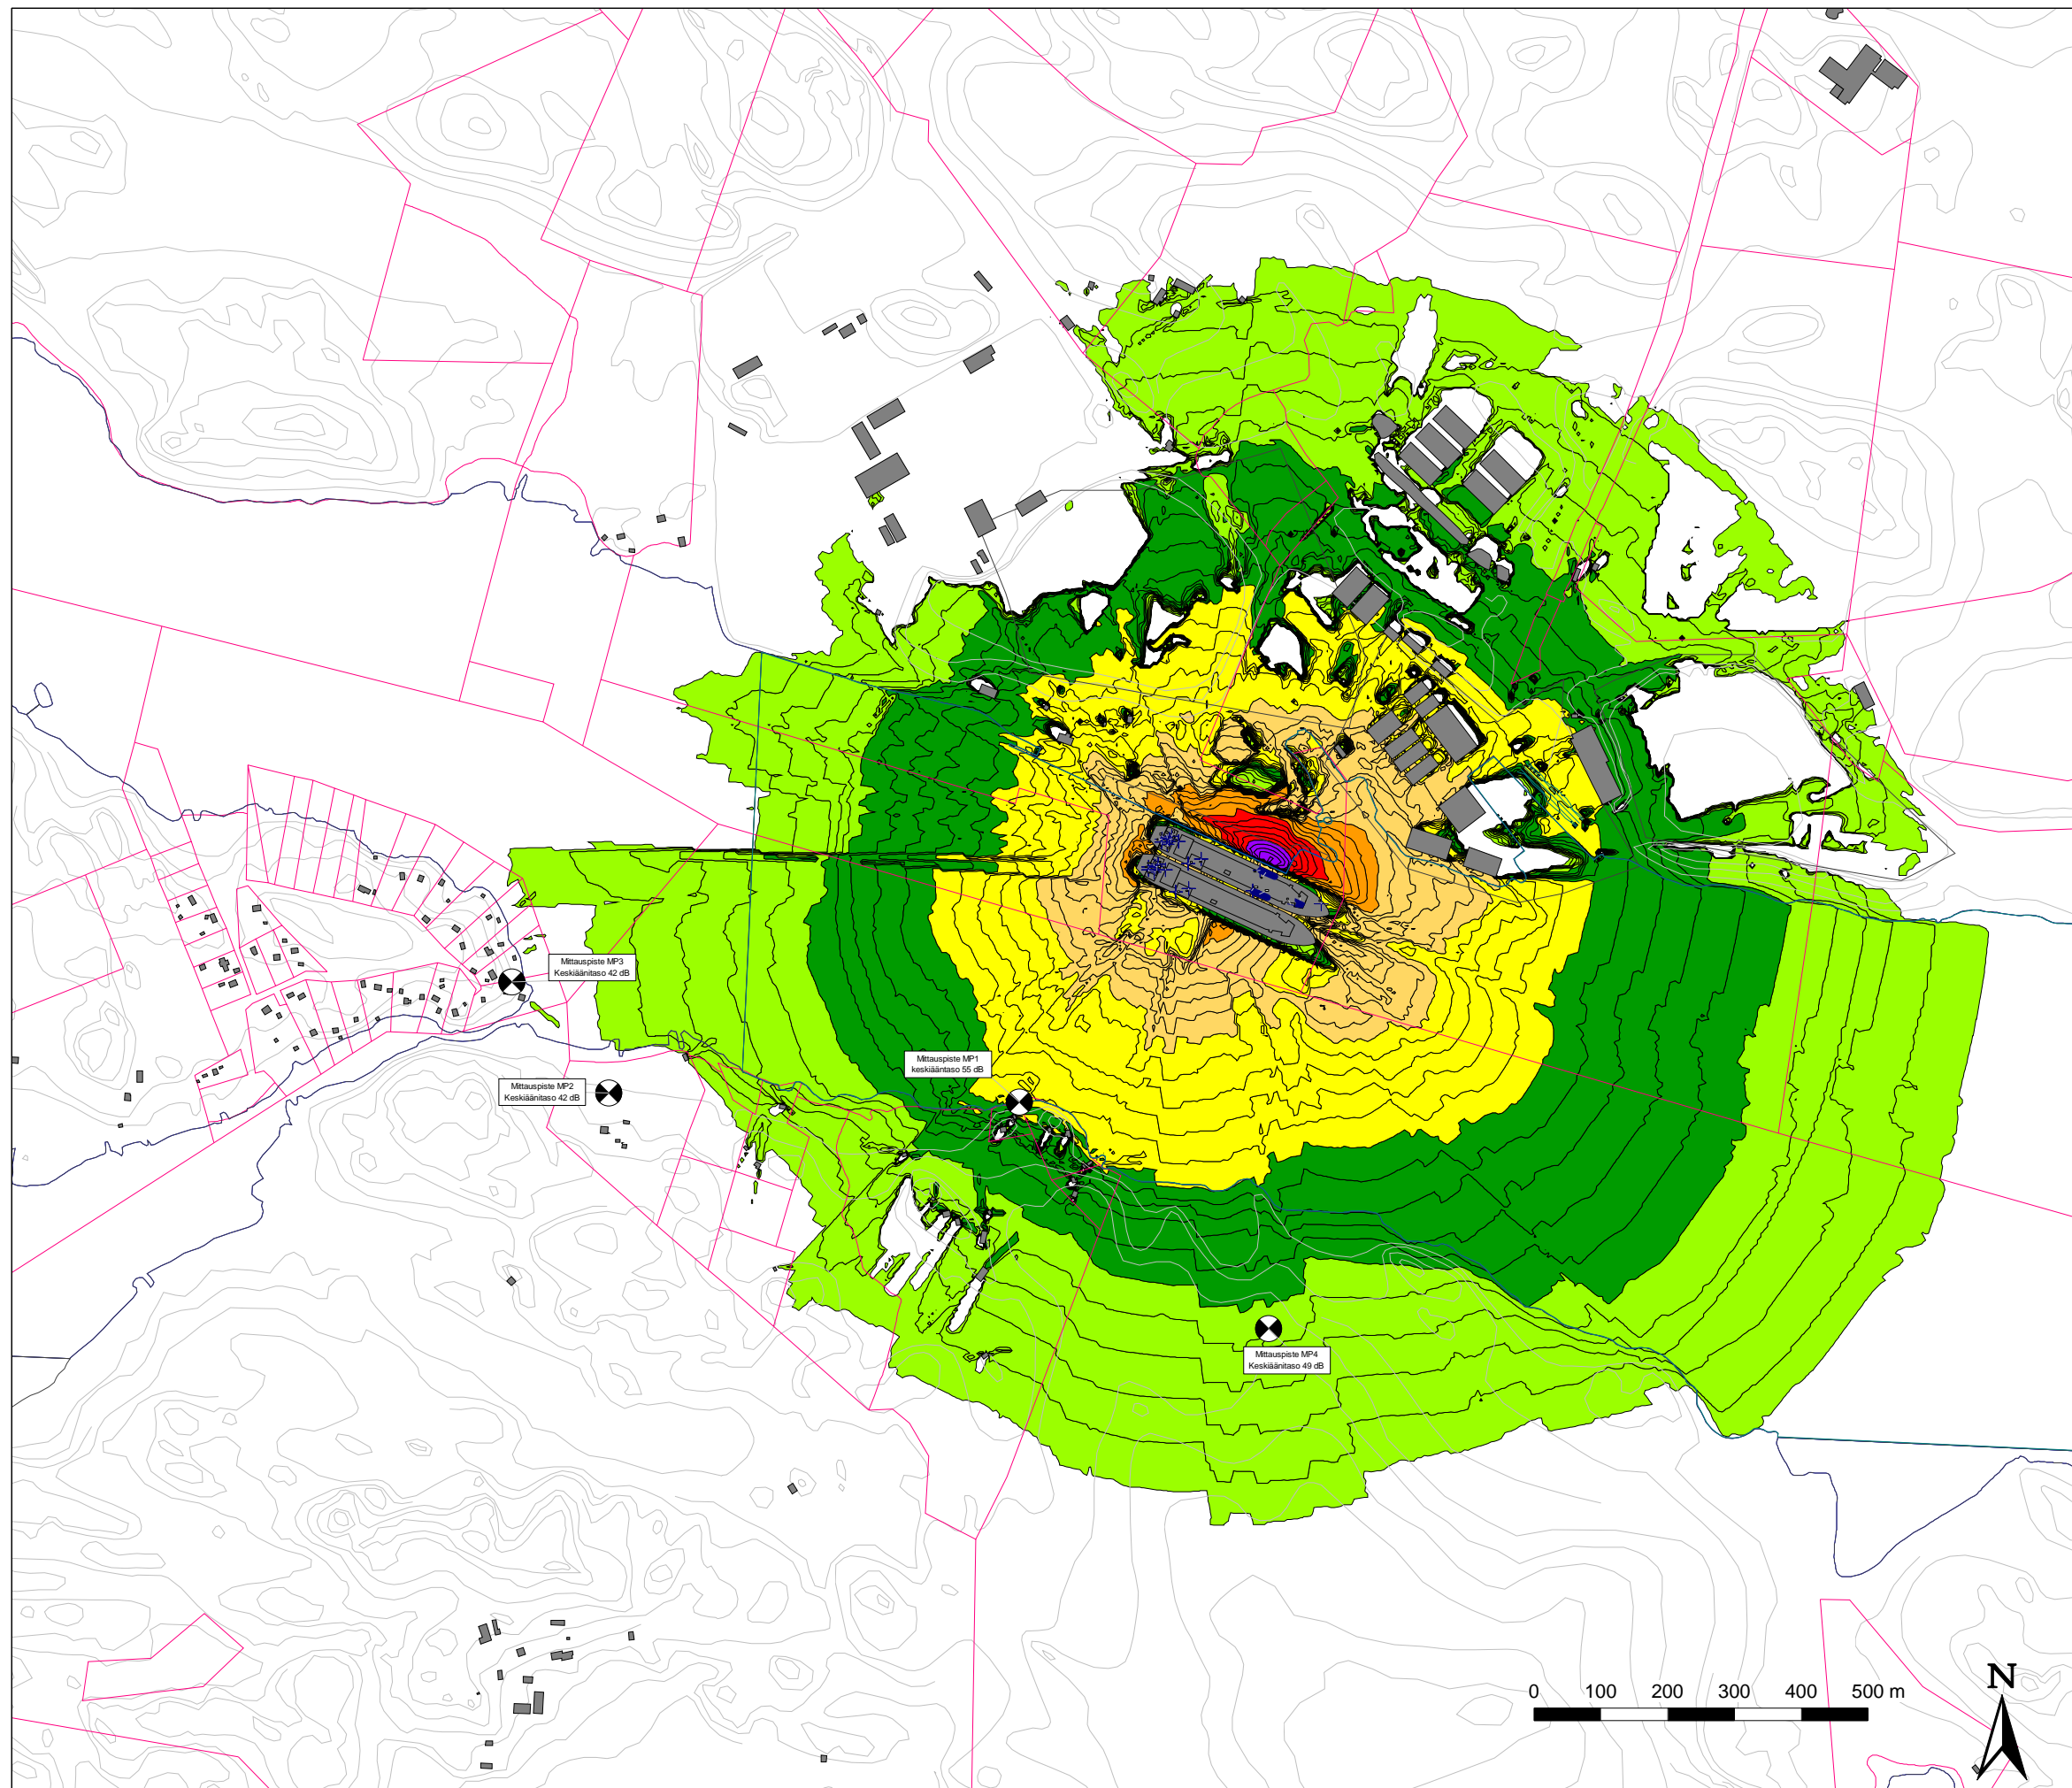 Mittauspiste MP3
Keskiäänitaso 42 dB
Mittauspiste MP1
keskiääntaso 55 dB
Mittauspiste MP2
Keskiäänitaso 42 dB
Mittauspiste MP4
Keskiäänitaso 49 dB
N
0 100 200 300 400 500 m